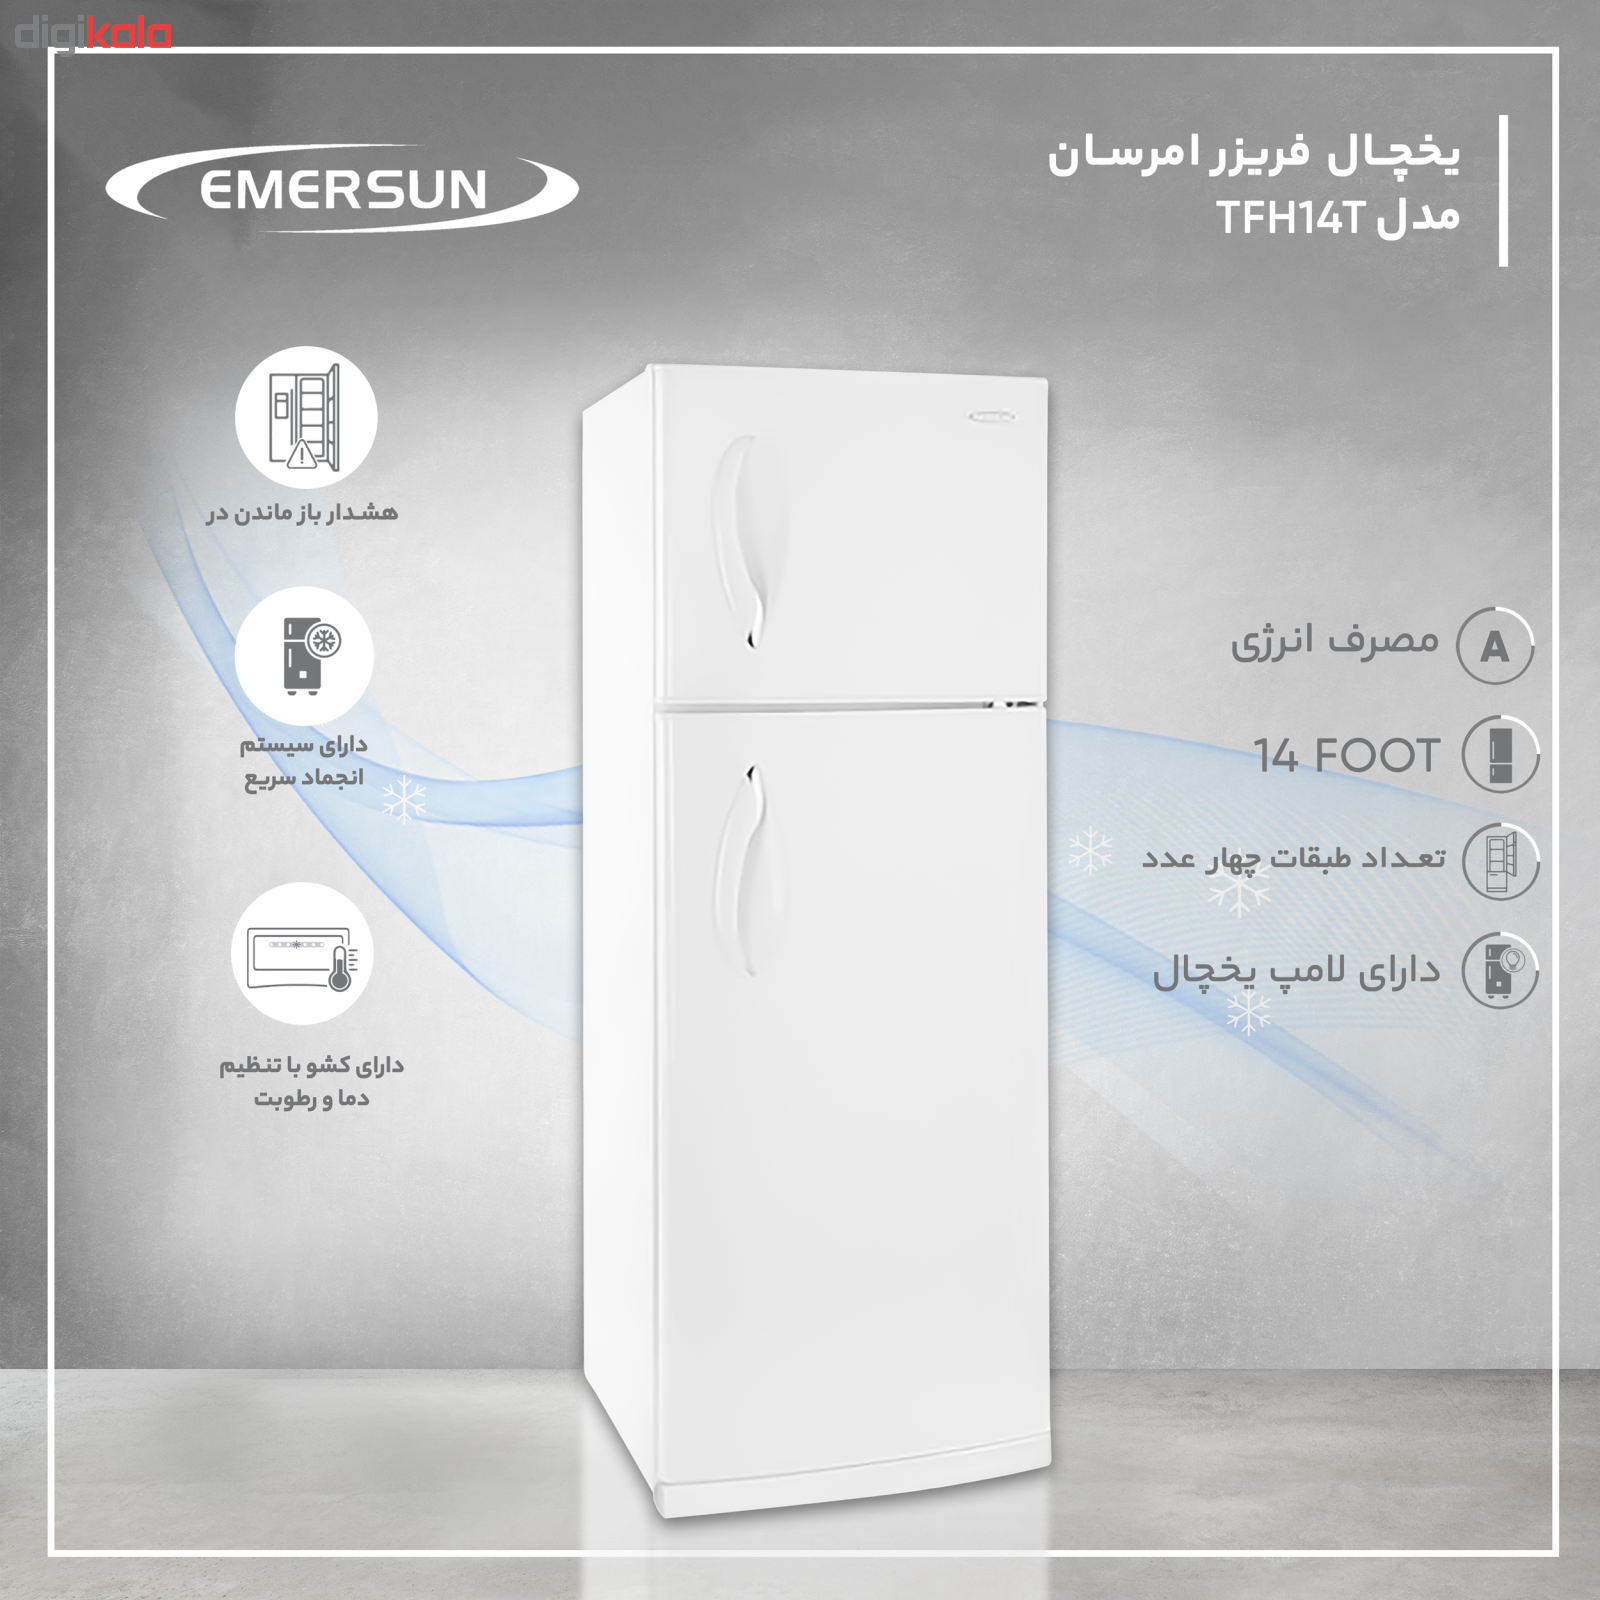 digikala
یخچال فریزر امرسان
مدل TFH14T
EMERSUN
هشدار باز ماندن در
دارای سیستم
انجماد سریع
دارای کشو با تنظیم
دما و رطوبت
A
مصرف انرژی
14 FOOT
تعداد طبقات چهار عدد
دارای لامپ یخچال